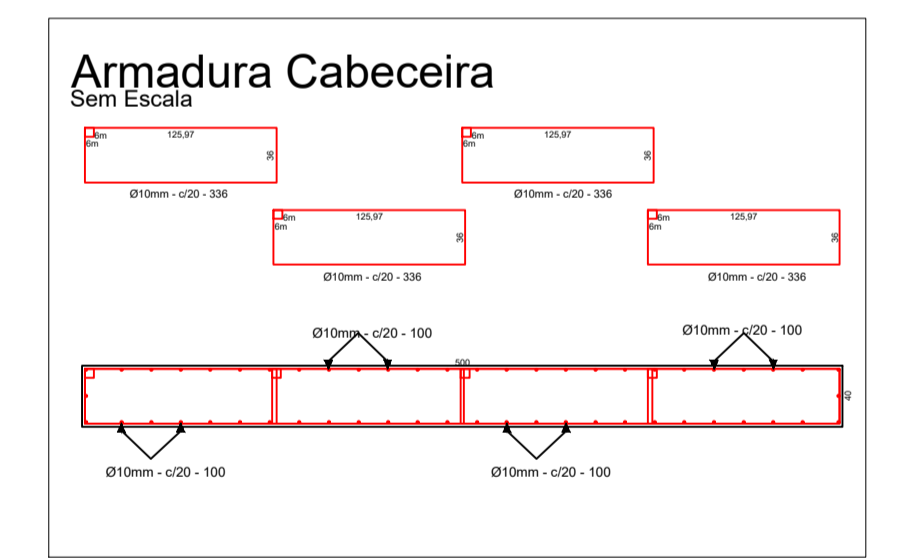 Armadura Cabeceira
Sem Escala
6m 125,97
6m
36
Ø10mm - c/20 - 336
6m 125,97
6m
36
Ø10mm - c/20 - 336
6m 125,97
6m
36
Ø10mm - c/20 - 336
6m 125,97
6m
36
Ø10mm - c/20 - 336
Ø10mm - c/20 - 100
Ø10mm - c/20 - 100
500
40
Ø10mm - c/20 - 100
Ø10mm - c/20 - 100